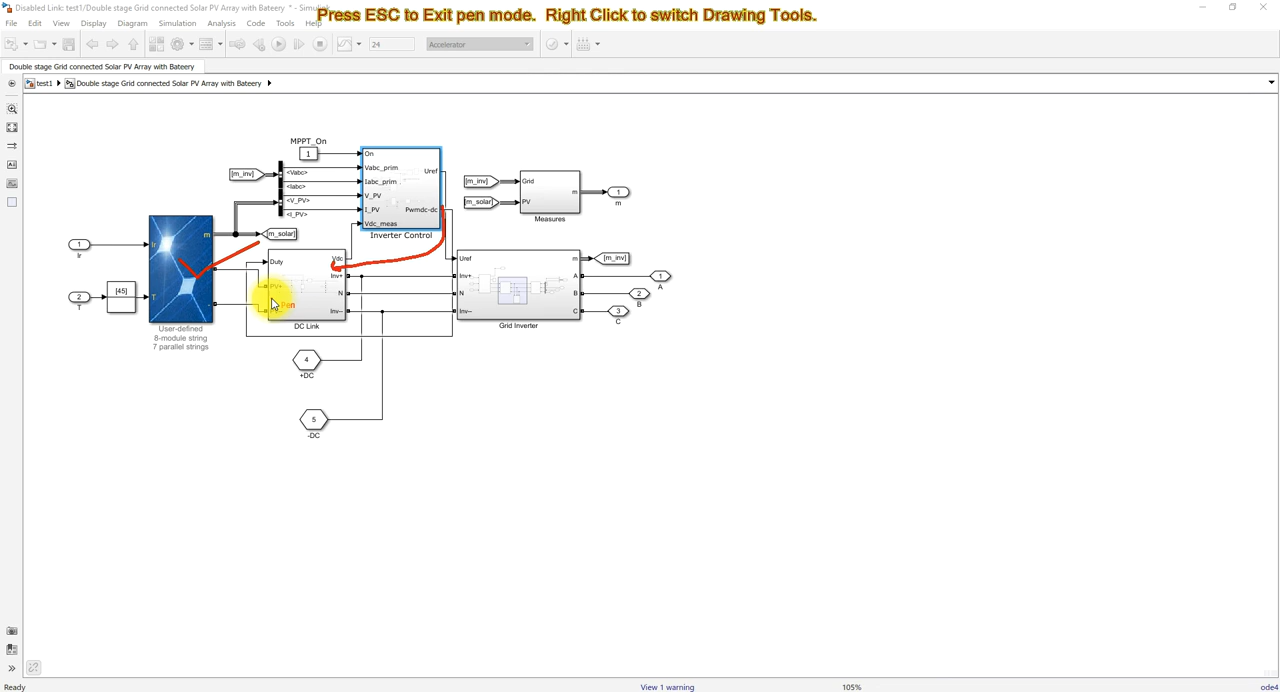 Disabled Link: test1/Double stage Grid connected Solar PV Array with Bateery * - Simulink
Press ESC to Exit pen mode. Right Click to switch Drawing Tools.
File Edit View Display Diagram Simulation Analysis Code Tools Help
24
Accelerator
Double stage Grid connected Solar PV Array with Bateery
test1 Double stage Grid connected Solar PV Array with Bateery
MPPT_On
1
On
[m_inv]
<Vabc>
Vabc_prim
Uref
<Iabc>
Iabc_prim
<V_PV>
V_PV
<I_PV>
I_PV
Pwmdc-dc
Vdc_meas
Inverter Control
[m_inv]
Grid
m
1
m
[m_solar]
PV
Measures
1
Ir
Ir
m
[m_solar]
2
T
[45]
T
User-defined
8-module string
7 parallel strings
Duty
Vdc
Inv+
PV+
N
Pen
Inv--
DC Link
Uref
m
[m_inv]
Inv+
A
1
A
N
B
2
B
Inv--
C
3
C
Grid Inverter
4
+DC
5
-DC
Ready
View 1 warning
105%
ode4